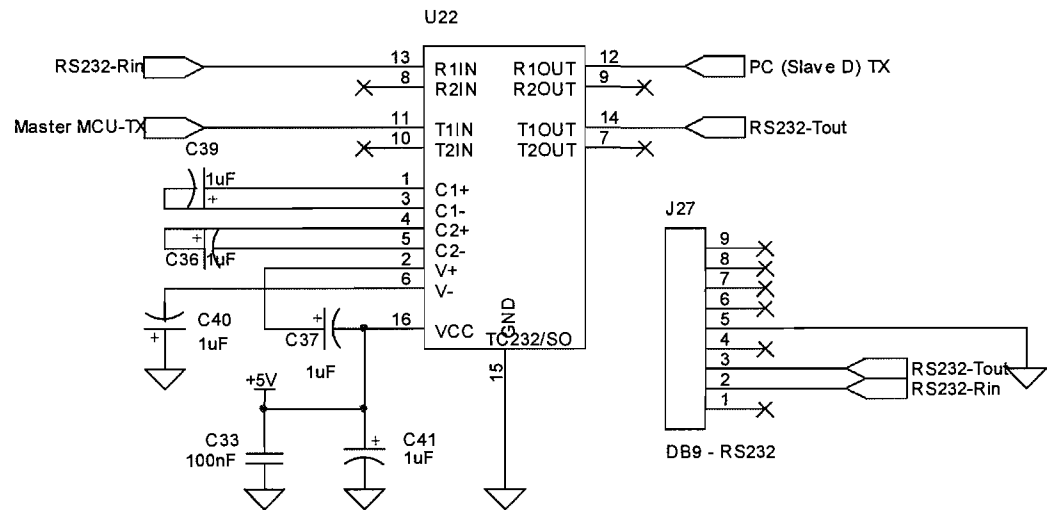 U22
RS232-Rin
13
R1IN
R1OUT
12
PC (Slave D) TX
8
R2IN
R2OUT
9
Master MCU-TX
11
T1IN
T1OUT
14
RS232-Tout
10
T2IN
T2OUT
7
C39
1uF
+
1
C1+
3
C1-
4
C2+
+
C36
1uF
5
C2-
2
V+
6
V-
C40
1uF
+
C37
1uF
+
16
VCC
GND
TC232/SO
15
+5V
C33
100nF
+
C41
1uF
J27
9
8
7
6
5
4
3
RS232-Tout
2
RS232-Rin
1
DB9 - RS232